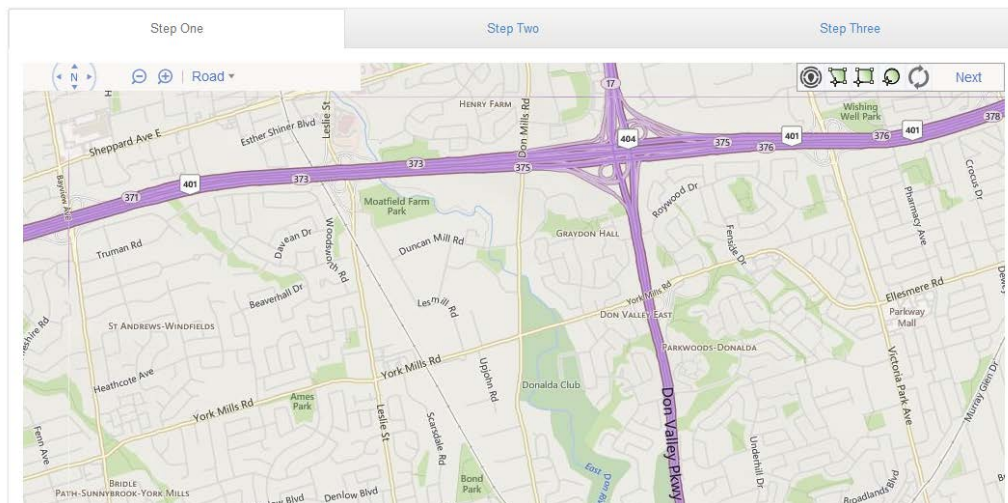 Step One
Step Two
Step Three
N
Road
Next
17
HENRY FARM
Wishing
Well Park
Sheppard Ave E
Esther Shiner Blvd
Leslie St
Don Mills Rd
404
401
376
401
378
375
376
373
375
373
401
371
Bayview Ave
Moatfield Farm
Park
Roywood Dr
Crocus Dr
Pharmacy Ave
Truman Rd
Davean Dr
Woodsworth Rd
Duncan Mill Rd
GRAYDON HALL
Fenside Dr
Beaverhall Dr
Lesmill Rd
York Mills Rd
Ellesmere Rd
DON VALLEY EAST
Parkway
Mall
ST ANDREWS-WINDFIELDS
PARKWOODS-DONALDA
York Mills Rd
Upjohn Rd
Donalda Club
Victoria Park Ave
Murray Glen Dr
Heathcote Ave
Ames
Park
York Mills Rd
Leslie St
Scarsdale Rd
Don Valley Pkwy
Fenn Ave
Underhill Dr
BRIDLE
PATH-SUNNYBROOK-YORK MILLS
Denlow Blvd
Bond
Park
East Don Riv
Broadlands Blvd